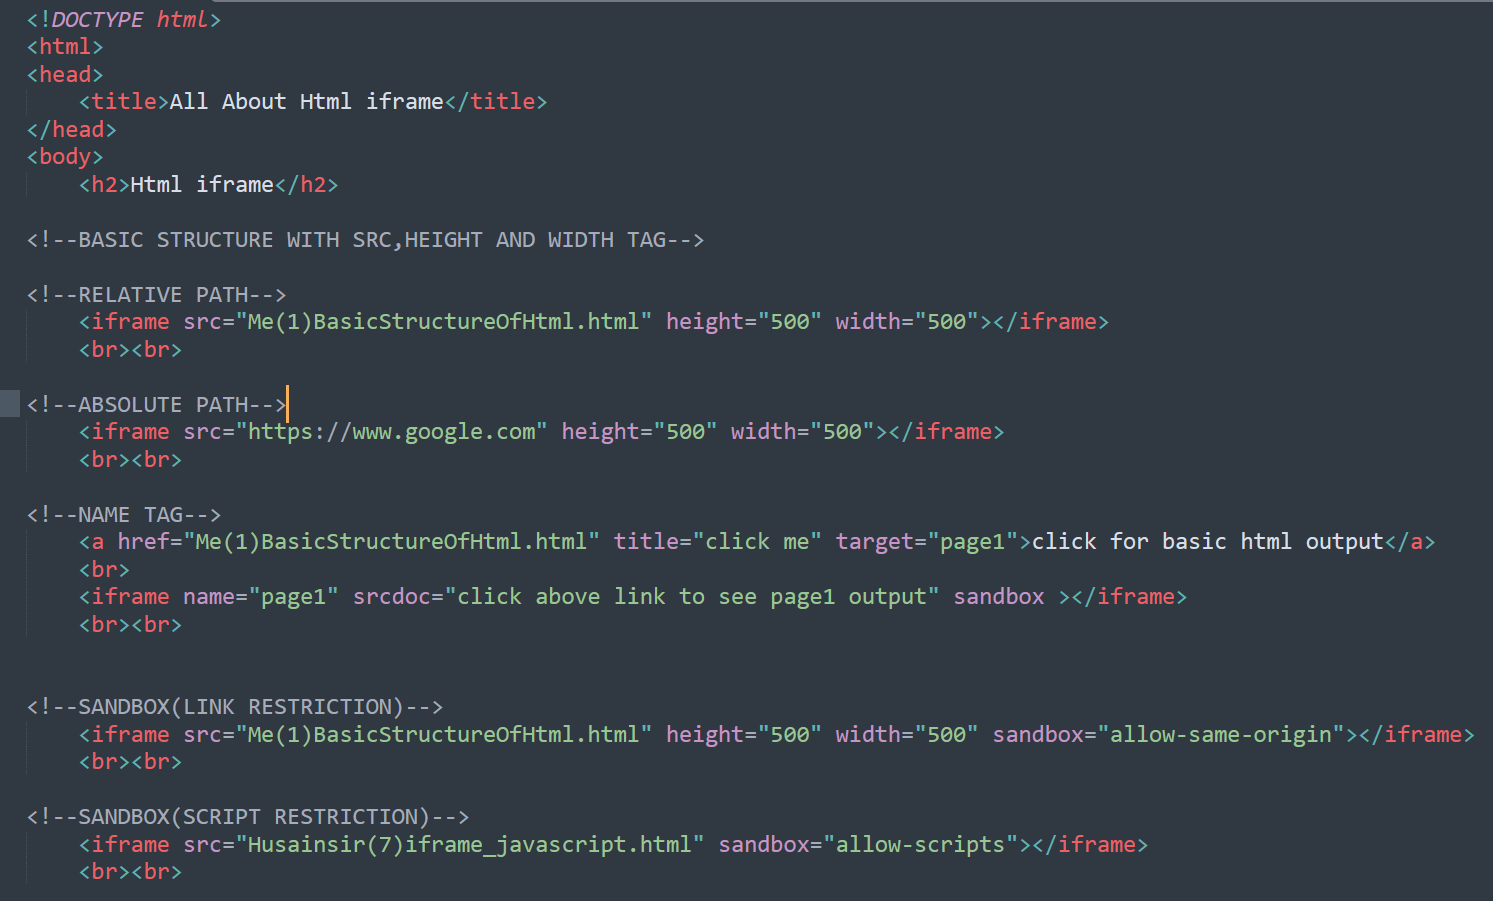 <!DOCTYPE html>
<html>
<head>
<title>All About Html iframe</title>
</head>
<body>
<h2>Html iframe</h2>
<!--BASIC STRUCTURE WITH SRC,HEIGHT AND WIDTH TAG-->
<!--RELATIVE PATH-->
<iframe src="Me(1)BasicStructureOfHtml.html" height="500" width="500"></iframe>
<br><br>
<!--ABSOLUTE PATH-->
<iframe src="https://www.google.com" height="500" width="500"></iframe>
<br><br>
<!--NAME TAG-->
<a href="Me(1)BasicStructureOfHtml.html" title="click me" target="page1">click for basic html output</a>
<br>
<iframe name="page1" srcdoc="click above link to see page1 output" sandbox ></iframe>
<br><br>
<!--SANDBOX(LINK RESTRICTION)-->
<iframe src="Me(1)BasicStructureOfHtml.html" height="500" width="500" sandbox="allow-same-origin"></iframe>
<br><br>
<!--SANDBOX(SCRIPT RESTRICTION)-->
<iframe src="Husainsir(7)iframe_javascript.html" sandbox="allow-scripts"></iframe>
<br><br>